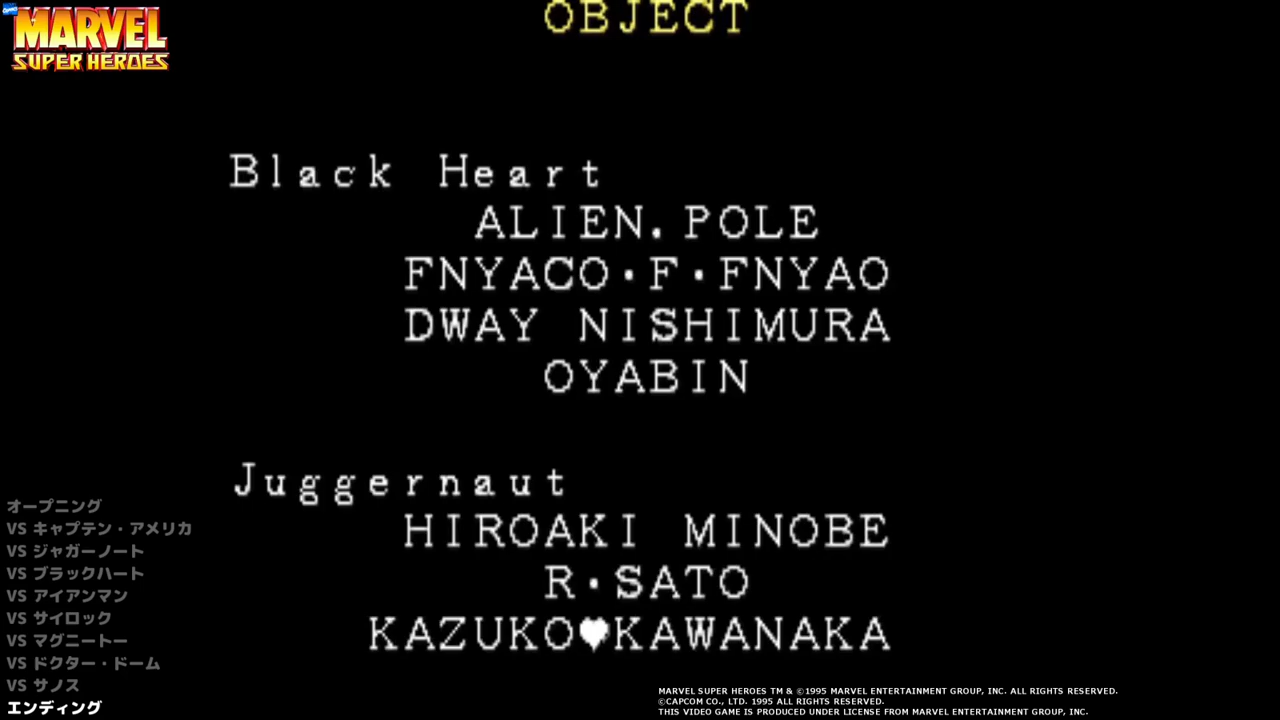 OBJECT
MARVEL
SUPER HEROES
Black Heart
ALIEN.POLE
FNYACO・F・FNYAO
DWAY NISHIMURA
OYABIN
Juggernaut
HIROAKI MINOBE
R・SATO
KAZUKO♥KAWANAKA
オープニング
VS キャプテン・アメリカ
VS ジャガーノート
VS ブラックハート
VS アイアンマン
VS サイロック
VS マグニートー
VS ドクター・ドーム
VS サノス
エンディング
MARVEL SUPER HEROES TM & ©1995 MARVEL ENTERTAINMENT GROUP, INC. ALL RIGHTS RESERVED.
©CAPCOM CO., LTD. 1995 ALL RIGHTS RESERVED.
THIS VIDEO GAME IS PRODUCED UNDER LICENSE FROM MARVEL ENTERTAINMENT GROUP, INC.